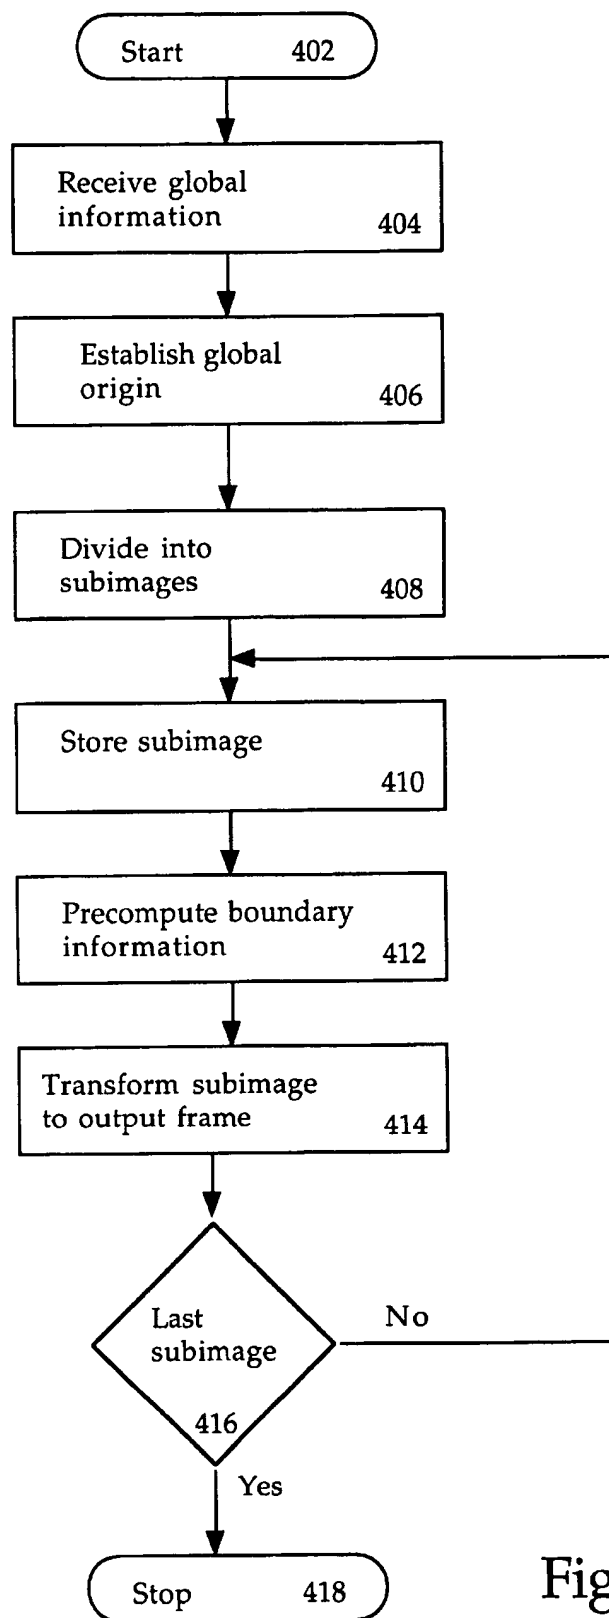 Start 402
Receive global
information 404
Establish global
origin 406
Divide into
subimages 408
Store subimage
410
Precompute boundary
information 412
Transform subimage
to output frame 414
Last
subimage
No
416
Yes
Stop 418
Fig